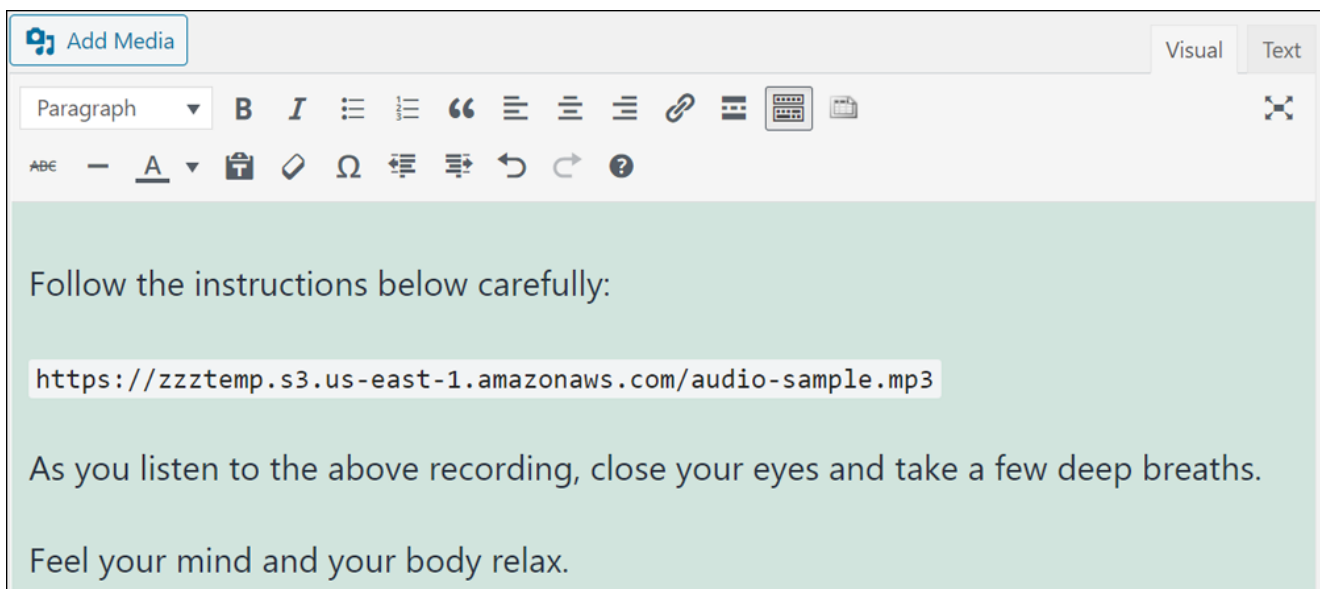 Add Media
Visual Text
Paragraph B I
ABC A T Ω
Follow the instructions below carefully:
https://zzztemp.s3.us-east-1.amazonaws.com/audio-sample.mp3
As you listen to the above recording, close your eyes and take a few deep breaths.
Feel your mind and your body relax.